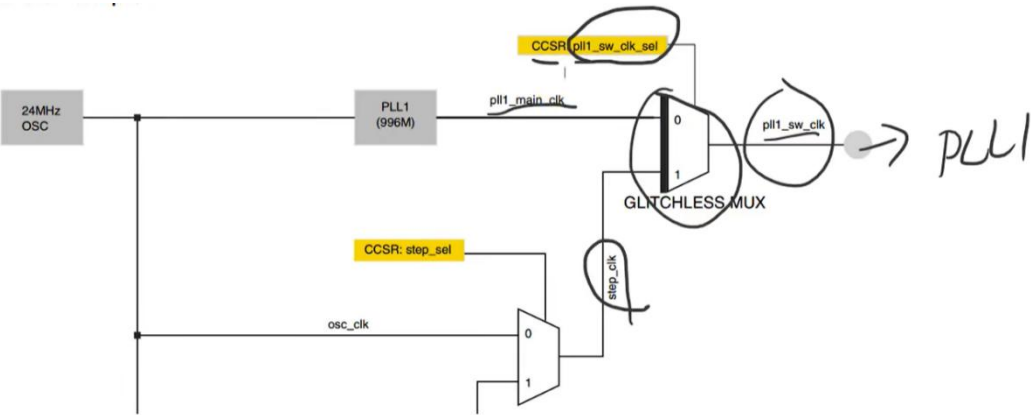 CCSR: pll1_sw_clk_sel
24MHz
OSC
PLL1
(996M)
pll1_main_clk
0
1
pll1_sw_clk
PLL1
GLITCHLESS MUX
CCSR: step_sel
step_clk
osc_clk
0
1